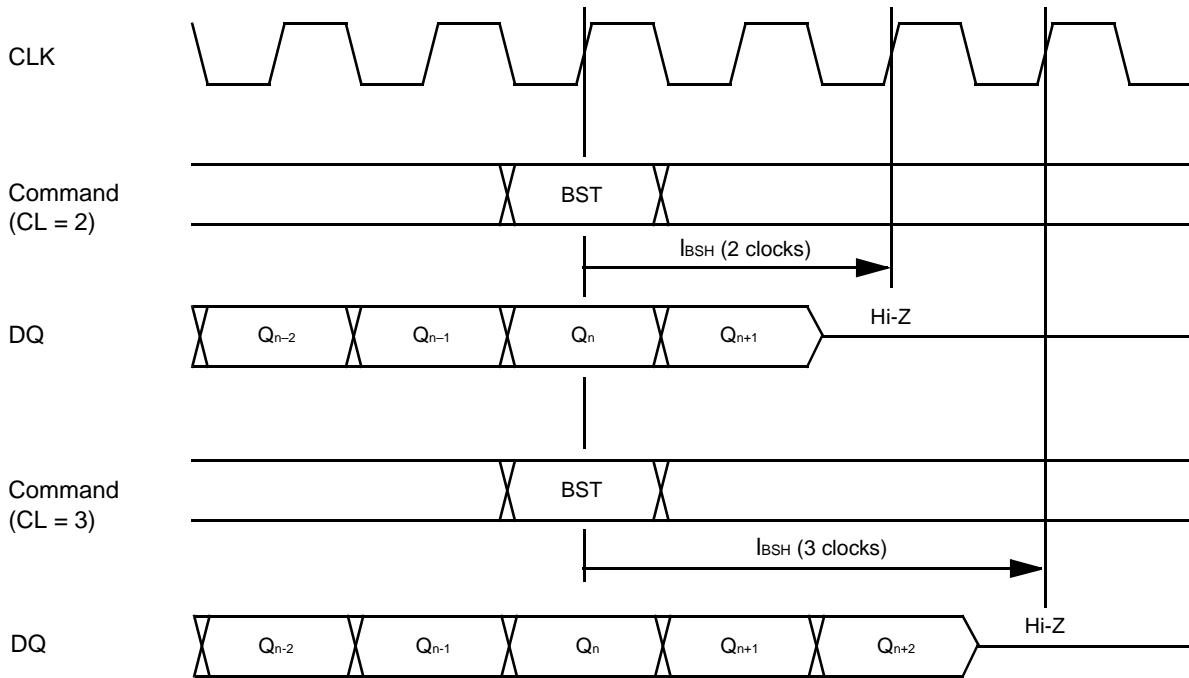 CLK
Command
(CL = 2)
BST
IBSH (2 clocks)
DQ
Qn–2
Qn–1
Qn
Qn+1
Hi-Z
Command
(CL = 3)
BST
IBSH (3 clocks)
DQ
Qn-2
Qn-1
Qn
Qn+1
Qn+2
Hi-Z